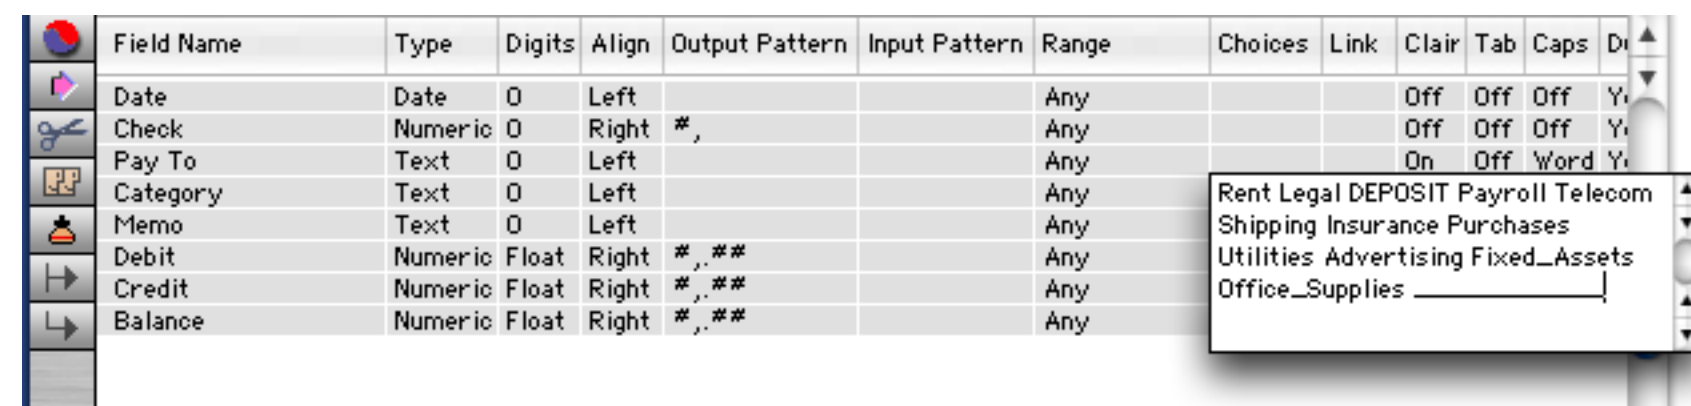 Field Name Type Digits Align Output Pattern Input Pattern Range Choices Link Clair Tab Caps
Date Date 0 Left Any Off Off Off
Check Numeric 0 Right #, Any Off Off Off
Pay To Text 0 Left Any On Off Word
Category Text 0 Left Rent Legal DEPOSIT Payroll Telecom
Memo Text 0 Left Any Shipping Insurance Purchases
Debit Numeric Float Right #,.## Any Utilities Advertising Fixed_Assets
Credit Numeric Float Right #,.## Any Office_Supplies ____________
Balance Numeric Float Right #,.## Any